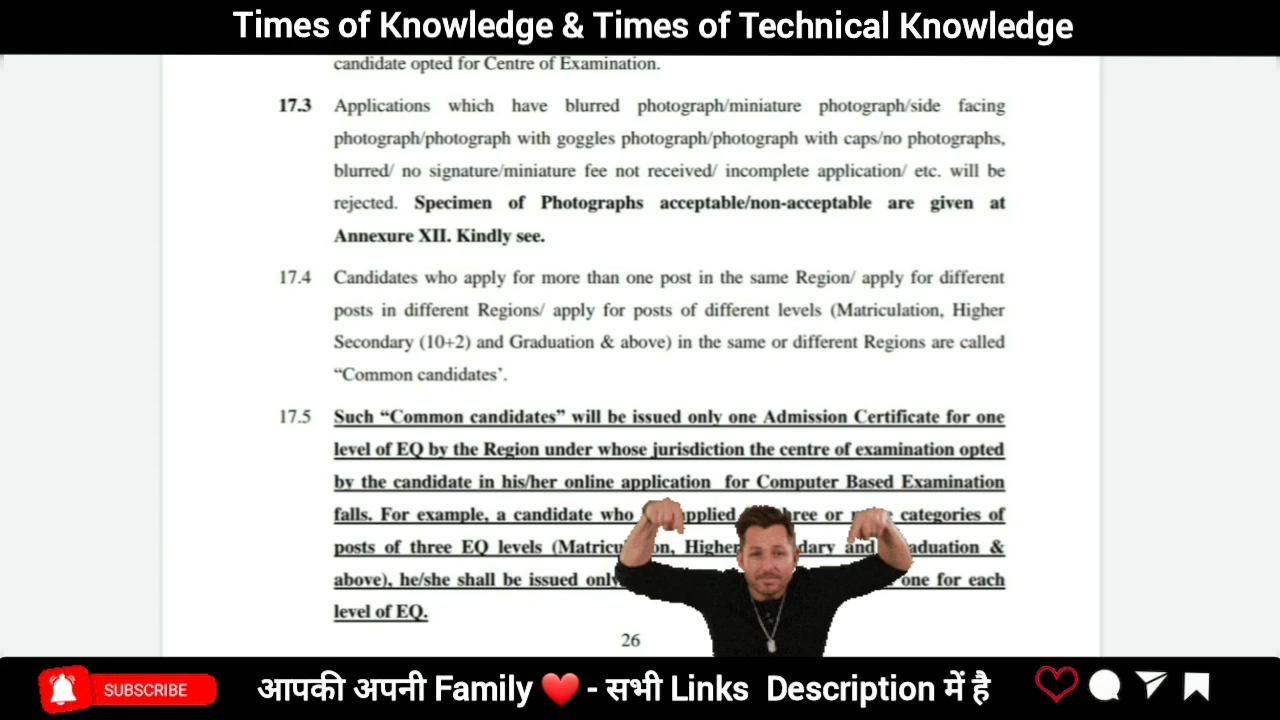 Times of Knowledge & Times of Technical Knowledge
candidate opted for Centre of Examination.
17.3 Applications which have blurred photograph/miniature photograph/side facing
photograph/photograph with goggles photograph/photograph with caps/no photographs,
blurred/ no signature/miniature fee not received/ incomplete application/ etc. will be
rejected. Specimen of Photographs acceptable/non-acceptable are given at
Annexure XII. Kindly see.
17.4 Candidates who apply for more than one post in the same Region/ apply for different
posts in different Regions/ apply for posts of different levels (Matriculation, Higher
Secondary (10+2) and Graduation & above) in the same or different Regions are called
“Common candidates’.
17.5 Such “Common candidates” will be issued only one Admission Certificate for one
level of EQ by the Region under whose jurisdiction the centre of examination opted
by the candidate in his/her online application for Computer Based Examination
falls. For example, a candidate who applied or categories of
posts of three EQ levels (Higher and &
above), he/she shall be issued only one for each
level of EQ.
26
SUBSCRIBE
आपकी अपनी Family ❤️ - सभी Links Description में है